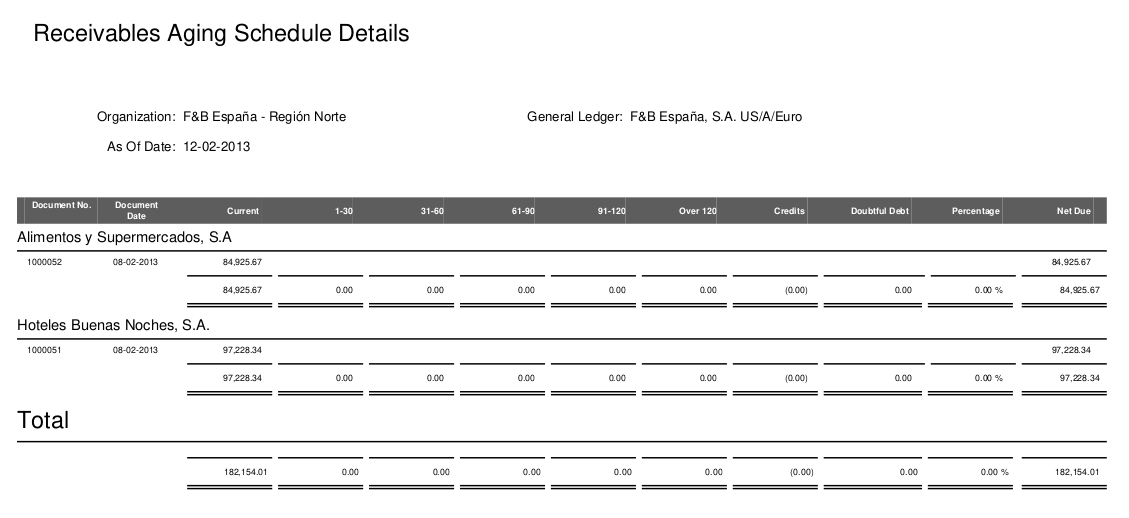 Receivables Aging Schedule Details
Organization: F&B España - Región Norte General Ledger: F&B España, S.A. US/A/Euro
As Of Date: 12-02-2013
Document No. Document Date Current 1-30 31-60 61-90 91-120 Over 120 Credits Doubtful Debt Percentage Net Due
Alimentos y Supermercados, S.A
1000052 08-02-2013 84,925.67 84,925.67
84,925.67 0.00 0.00 0.00 0.00 0.00 (0.00) 0.00 0.00 % 84,925.67
Hoteles Buenas Noches, S.A.
1000051 08-02-2013 97,228.34 97,228.34
97,228.34 0.00 0.00 0.00 0.00 0.00 (0.00) 0.00 0.00 % 97,228.34
Total
182,154.01 0.00 0.00 0.00 0.00 0.00 (0.00) 0.00 0.00 % 182,154.01